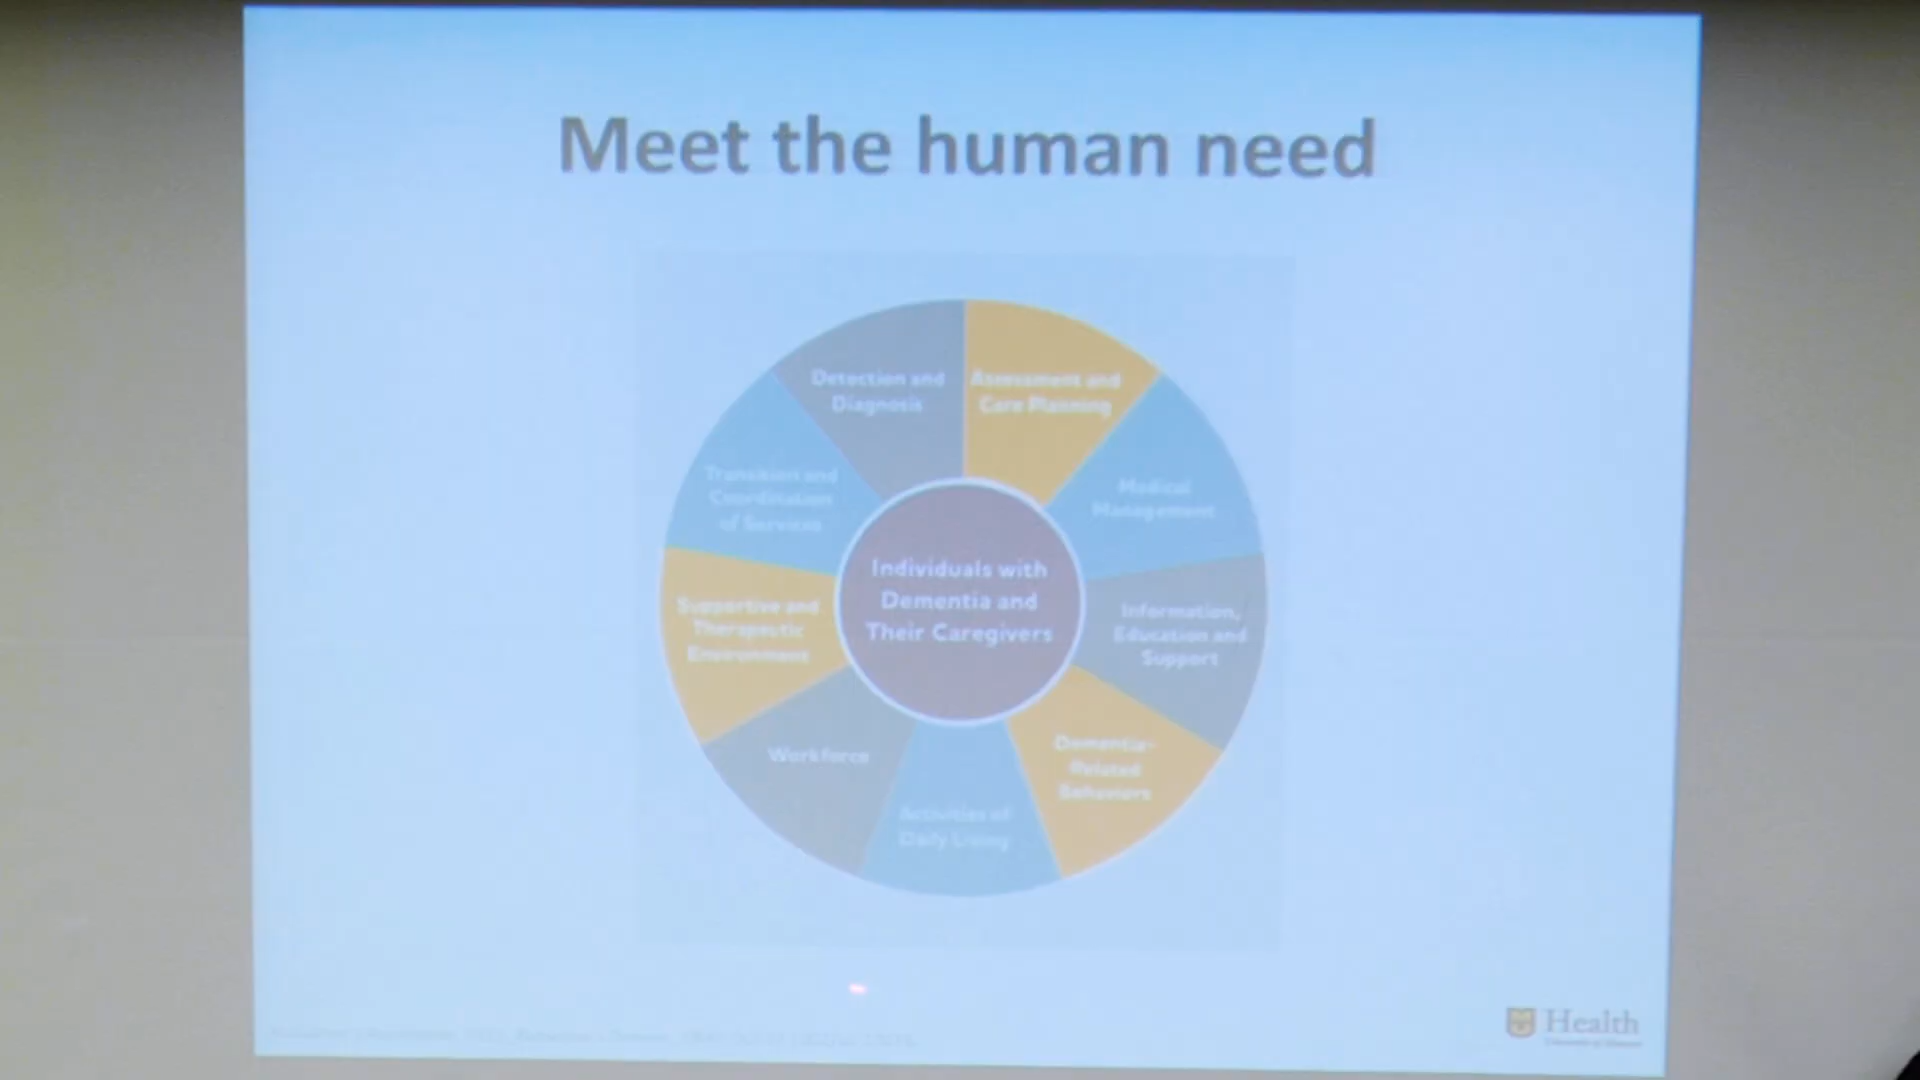 Meet the human need
Detection and
Diagnosis
Assessment and
Care Planning
Medical
Management
Information,
Education and
Support
Dementia-
Related
Behaviors
Activities of
Daily Living
Workforce
Supportive and
Therapeutic
Environment
Transition and
Coordination
of Services
Individuals with
Dementia and
Their Caregivers
Health